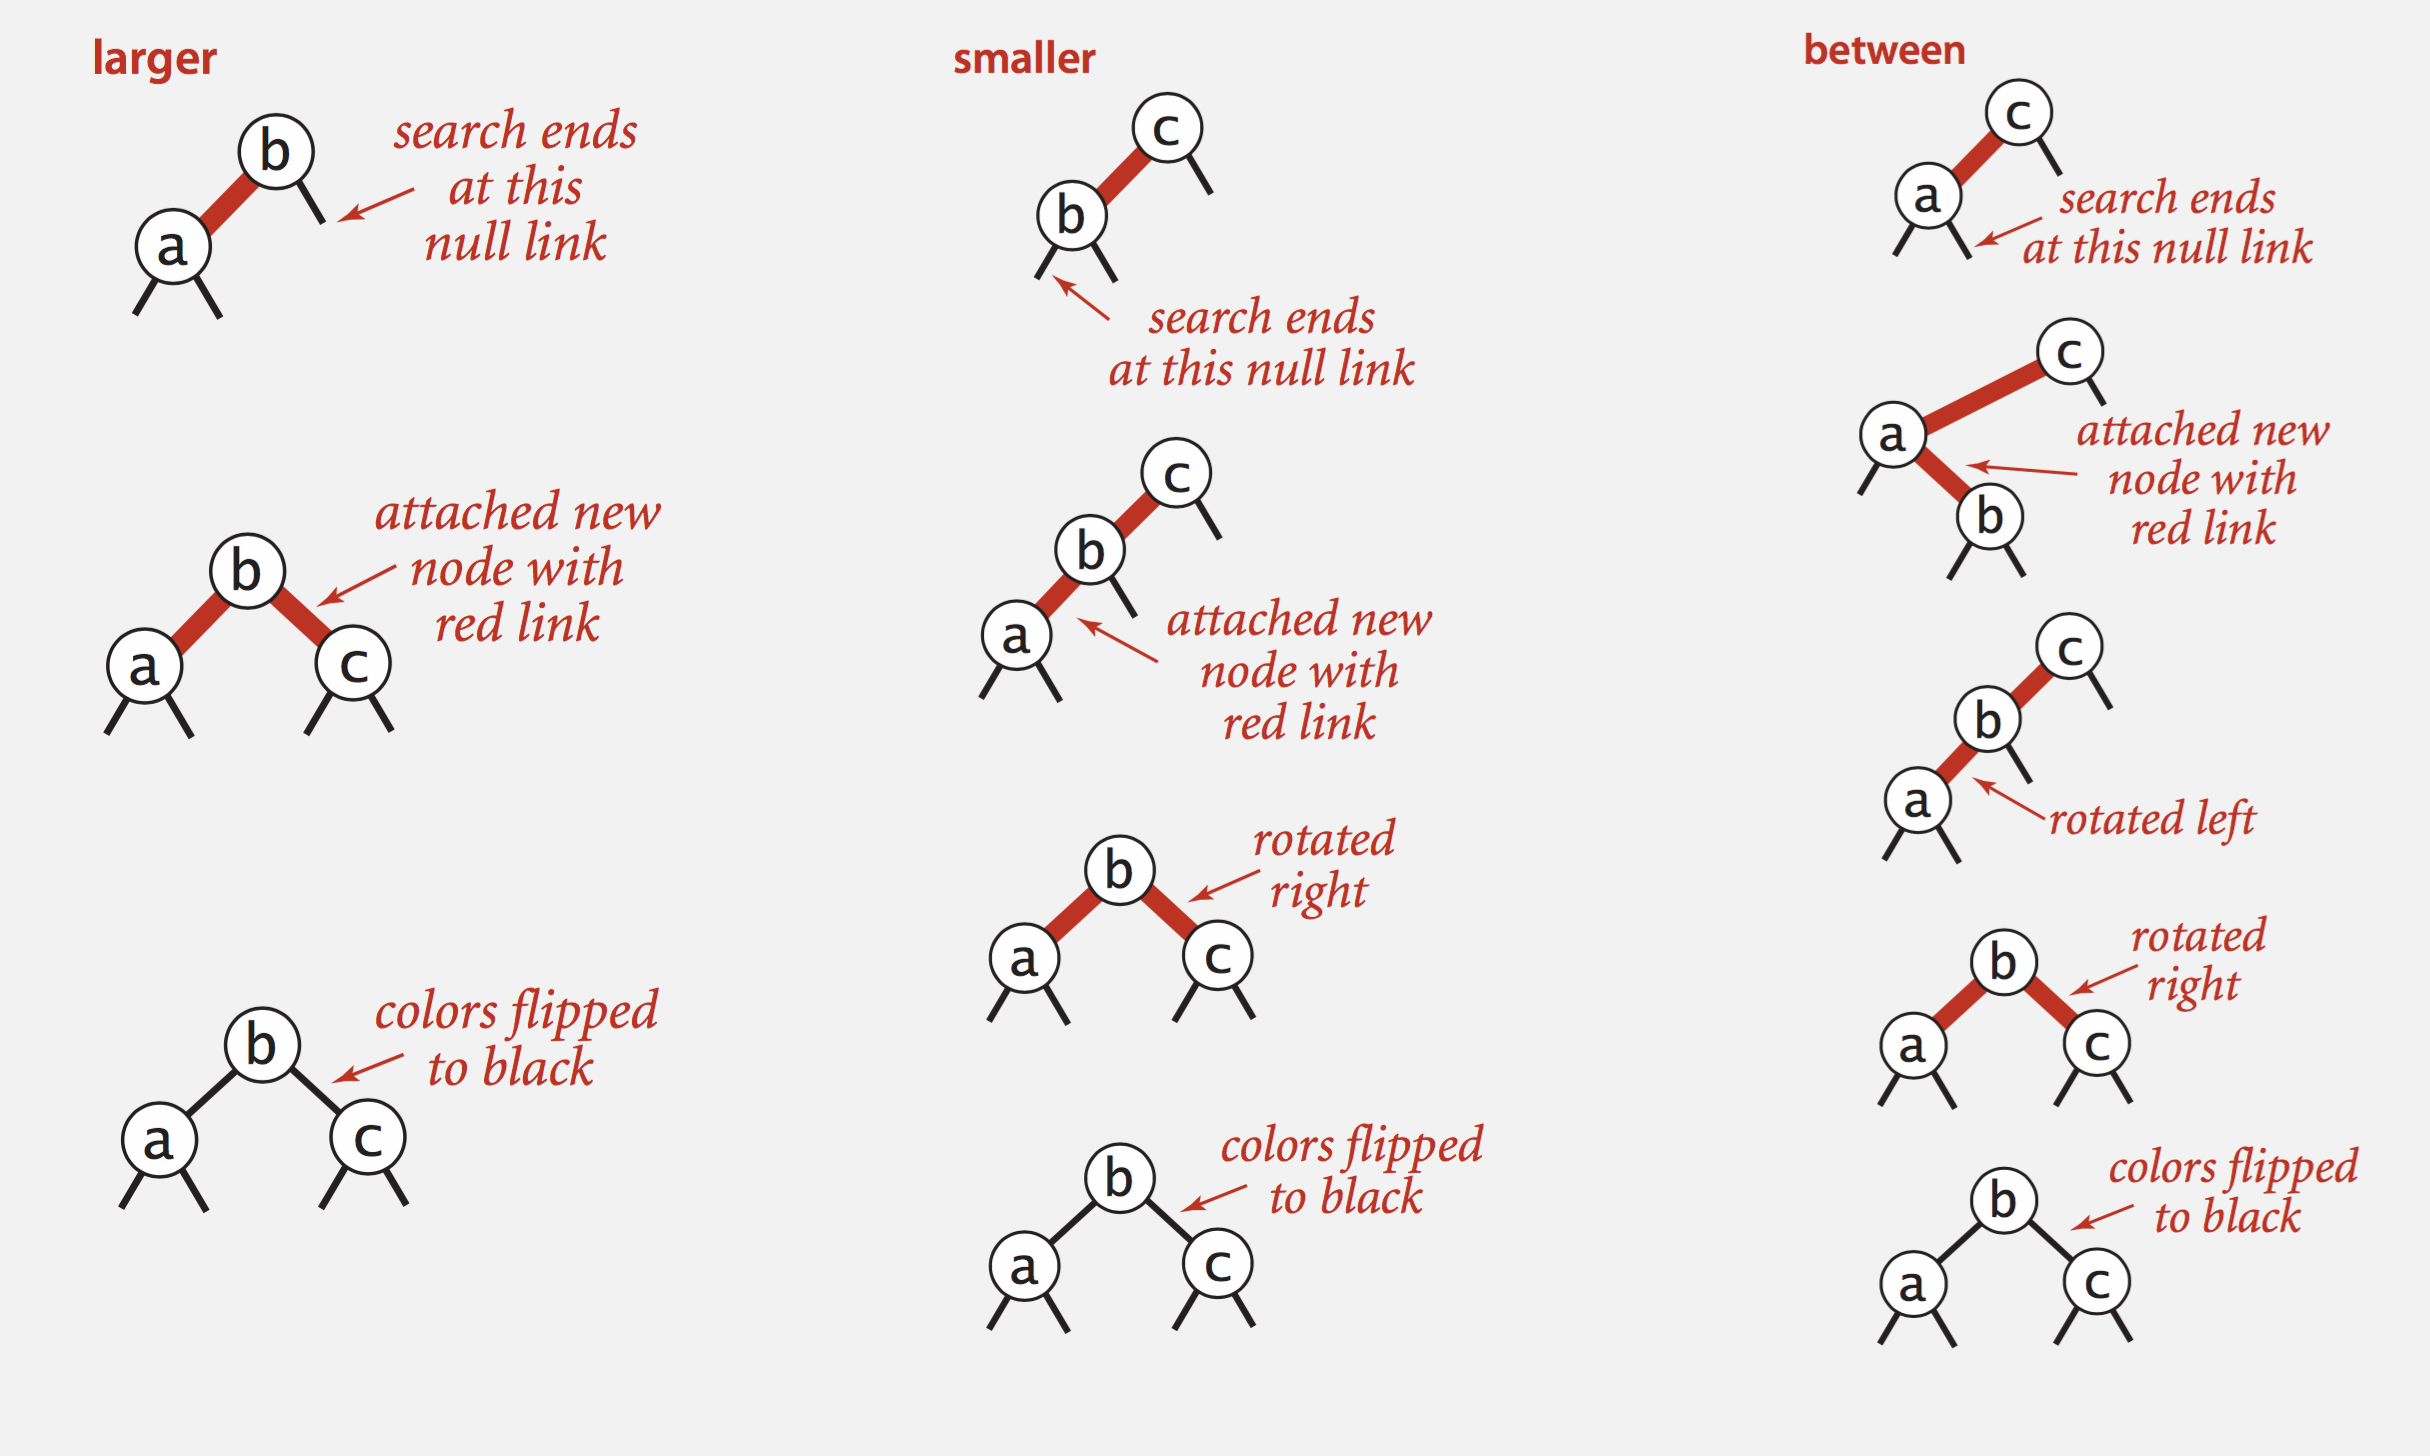 larger
b
search ends
at this
null link
a
attached new
node with
red link
b
a
c
colors flipped
to black
b
a
c
smaller
c
b
search ends
at this null link
c
b
a
attached new
node with
red link
rotated
right
b
a
c
colors flipped
to black
b
a
c
between
c
a
search ends
at this null link
c
a
attached new
node with
red link
b
c
b
a
rotated left
rotated
right
b
a
c
colors flipped
to black
b
a
c